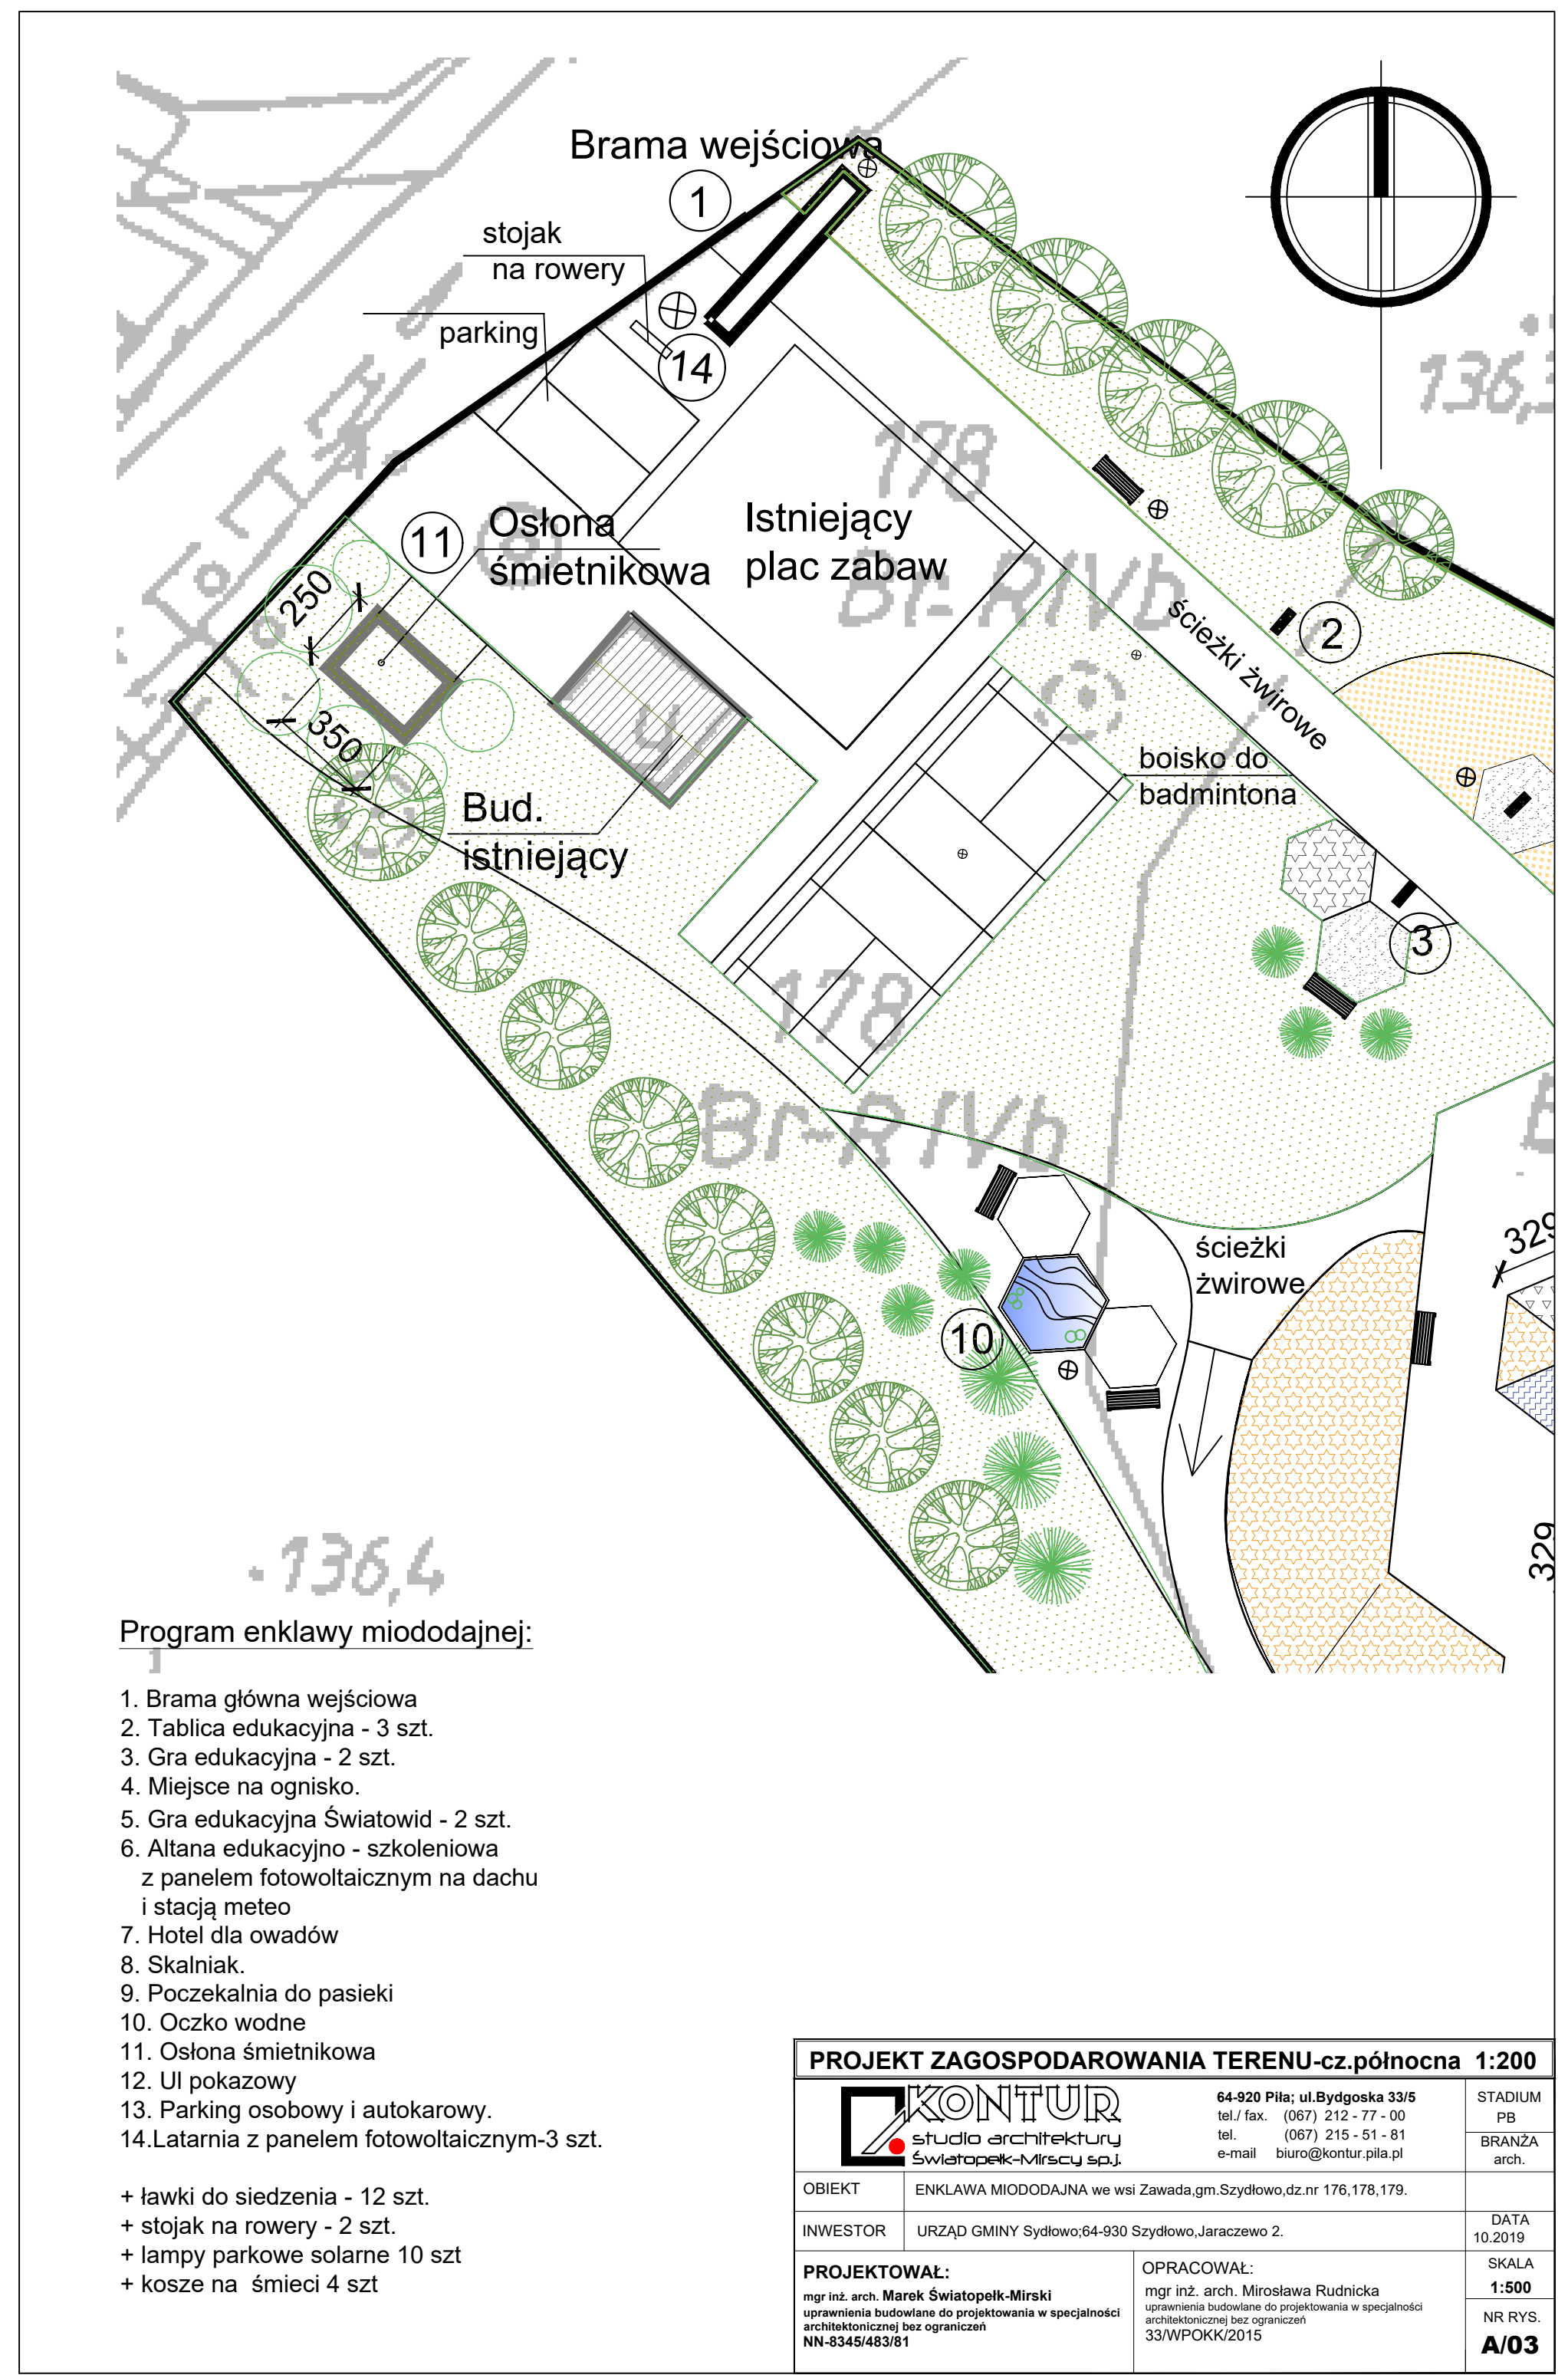 Brama wejściowa
1
stojak
na rowery
parking
14
136,3
178
Istniejący
plac zabaw
Br-RIVb
11
Osłona
śmietnikowa
250
350
ścieżki żwirowe
2
boisko do
badmintona
Bud.
istniejący
3
178
Br-RIVb
ścieżki
żwirowe
10
329
329
136,4
Program enklawy miododajnej:
1. Brama główna wejściowa
2. Tablica edukacyjna - 3 szt.
3. Gra edukacyjna - 2 szt.
4. Miejsce na ognisko.
5. Gra edukacyjna Światowid - 2 szt.
6. Altana edukacyjno - szkoleniowa
z panelem fotowoltaicznym na dachu
i stacją meteo
7. Hotel dla owadów
8. Skalniak.
9. Poczekalnia do pasieki
10. Oczko wodne
11. Osłona śmietnikowa
12. Ul pokazowy
13. Parking osobowy i autokarowy.
14.Latarnia z panelem fotowoltaicznym-3 szt.
+ ławki do siedzenia - 12 szt.
+ stojak na rowery - 2 szt.
+ lampy parkowe solarne 10 szt
+ kosze na śmieci 4 szt
PROJEKT ZAGOSPODAROWANIA TERENU-cz.północna 1:200
KONTUR
studio architektury
Światopełk-Mirscy sp.j.
64-920 Piła; ul.Bydgoska 33/5
tel./ fax. (067) 212 - 77 - 00
tel. (067) 215 - 51 - 81
e-mail biuro@kontur.pila.pl
STADIUM
PB
BRANŻA
arch.
OBIEKT
ENKLAWA MIODODAJNA we wsi Zawada,gm.Szydłowo,dz.nr 176,178,179.
INWESTOR
URZĄD GMINY Sydłowo;64-930 Szydłowo,Jaraczewo 2.
DATA
10.2019
PROJEKTOWAŁ:
mgr inż. arch. Marek Światopełk-Mirski
uprawnienia budowlane do projektowania w specjalności
architektonicznej bez ograniczeń
NN-8345/483/81
OPRACOWAŁ:
mgr inż. arch. Mirosława Rudnicka
uprawnienia budowlane do projektowania w specjalności
architektonicznej bez ograniczeń
33/WPOKK/2015
SKALA
1:500
NR RYS.
A/03